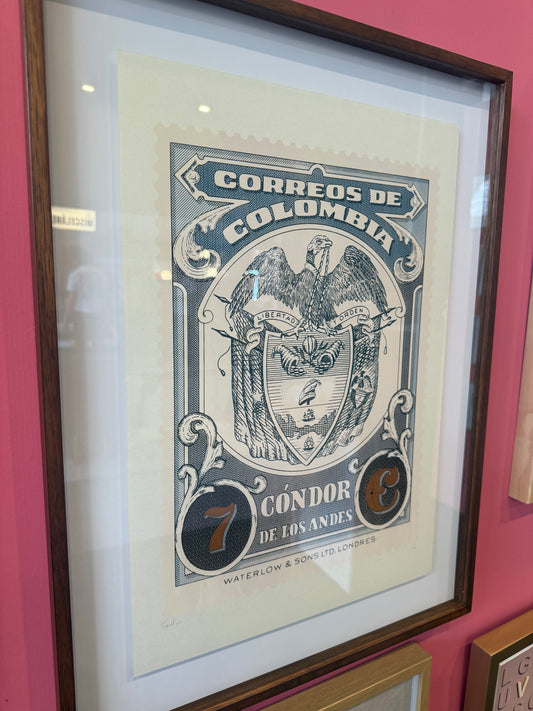 CORREOS DE
COLOMBIA
LIBERTAD
ORDEN
CÓNDOR
DE LOS ANDES
7
¢
WATERLOW & SONS LTD. LONDRES
L G
U V